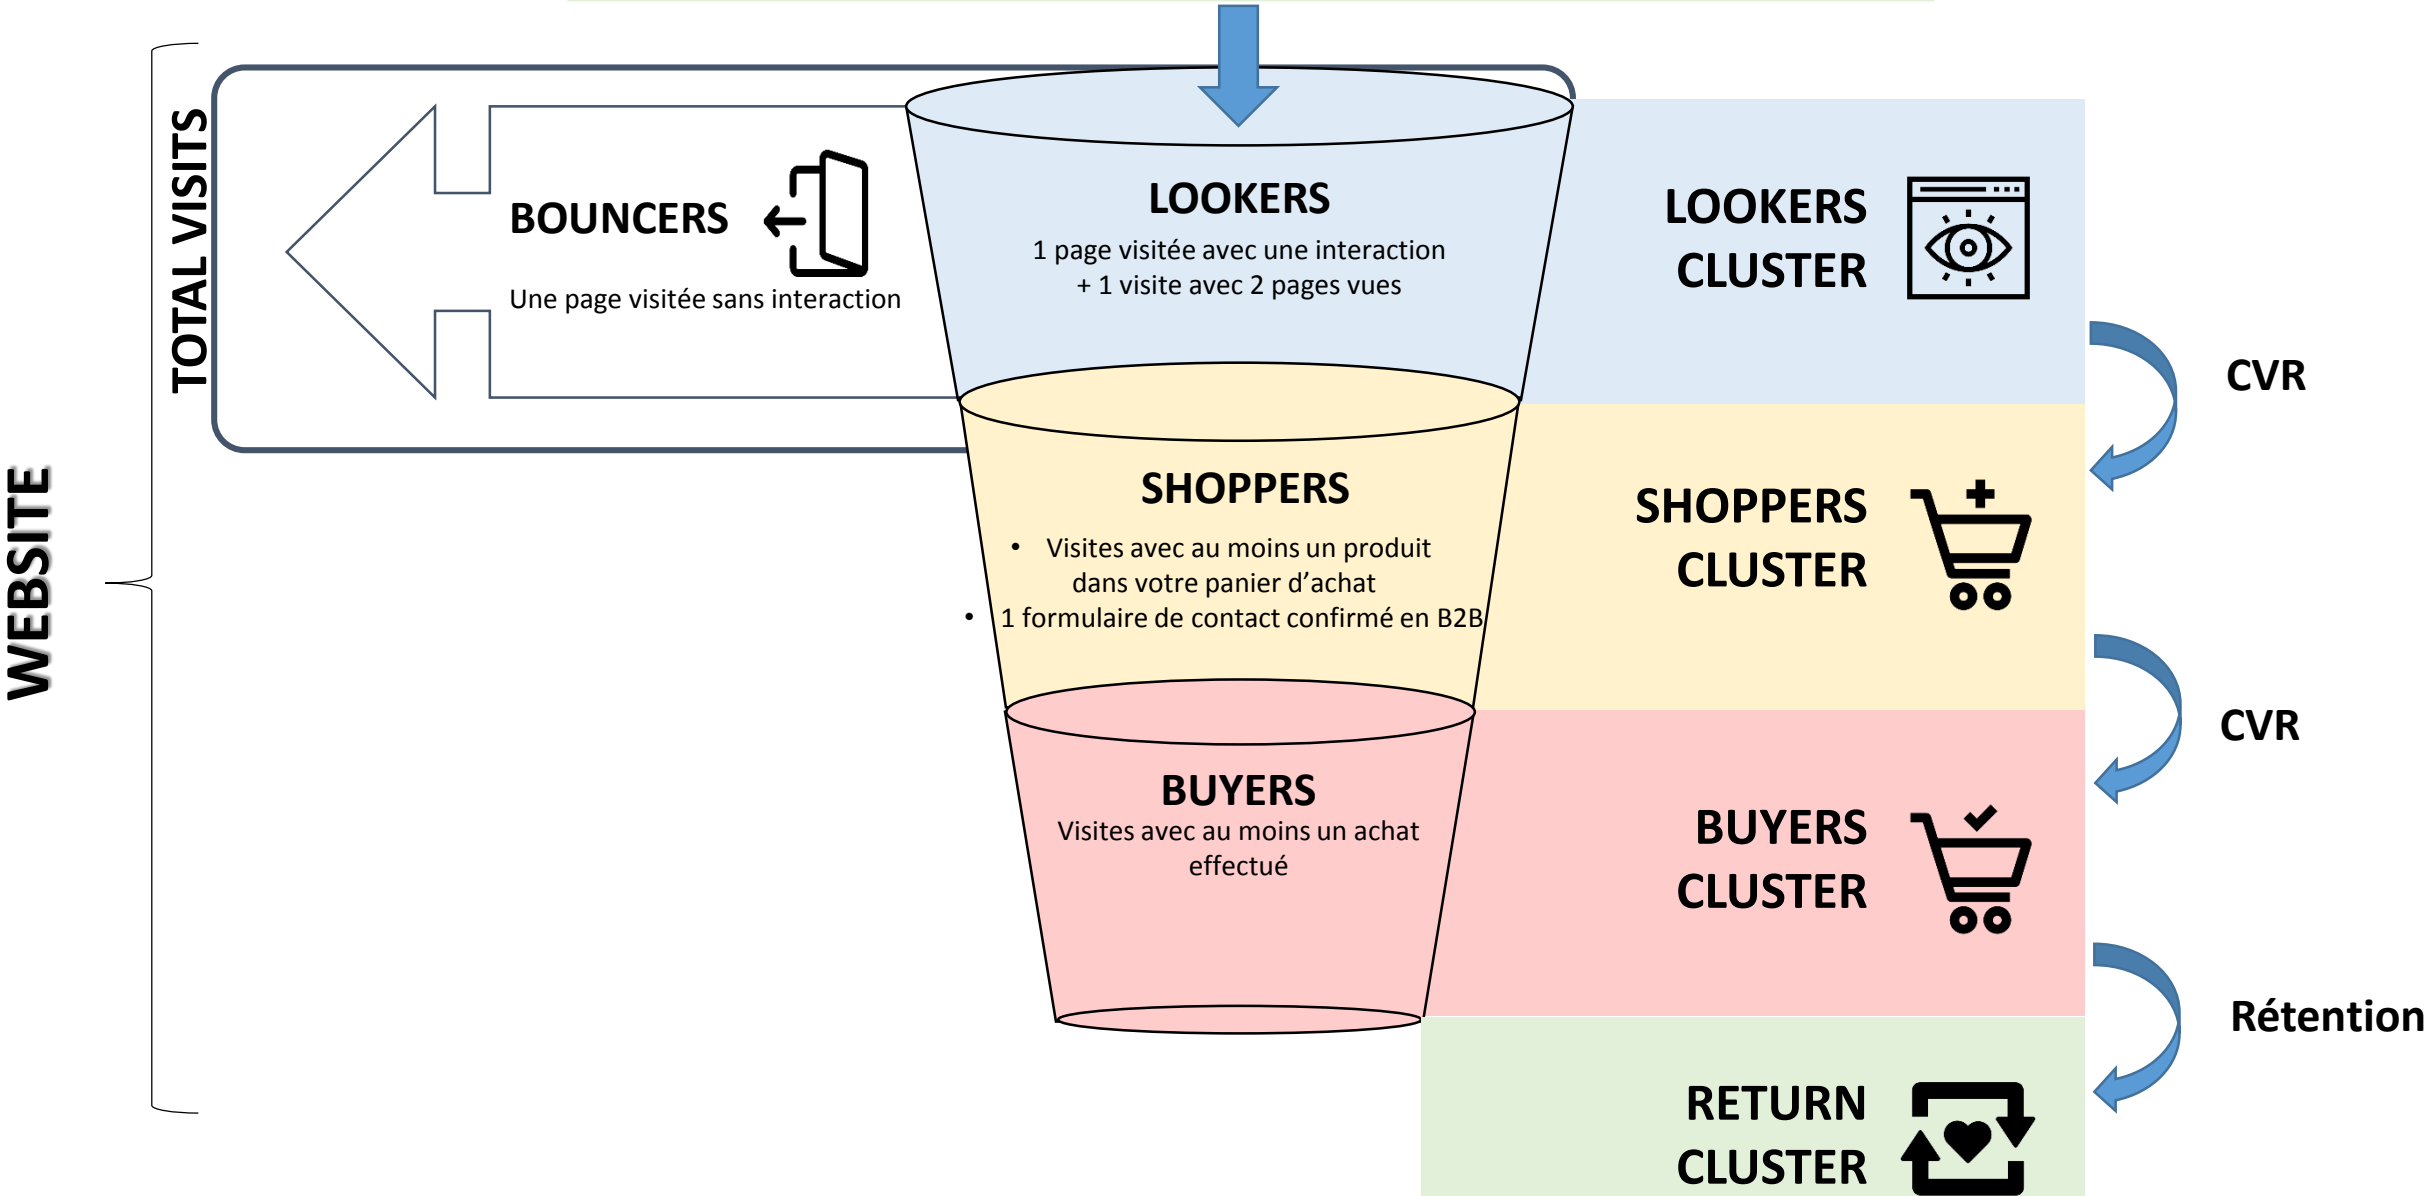 WEBSITE
TOTAL VISITS
BOUNCERS
Une page visitée sans interaction
LOOKERS
1 page visitée avec une interaction
+ 1 visite avec 2 pages vues
LOOKERS
CLUSTER
CVR
SHOPPERS
• Visites avec au moins un produit
dans votre panier d’achat
• 1 formulaire de contact confirmé en B2B
SHOPPERS
CLUSTER
CVR
BUYERS
Visites avec au moins un achat
effectué
BUYERS
CLUSTER
Rétention
RETURN
CLUSTER